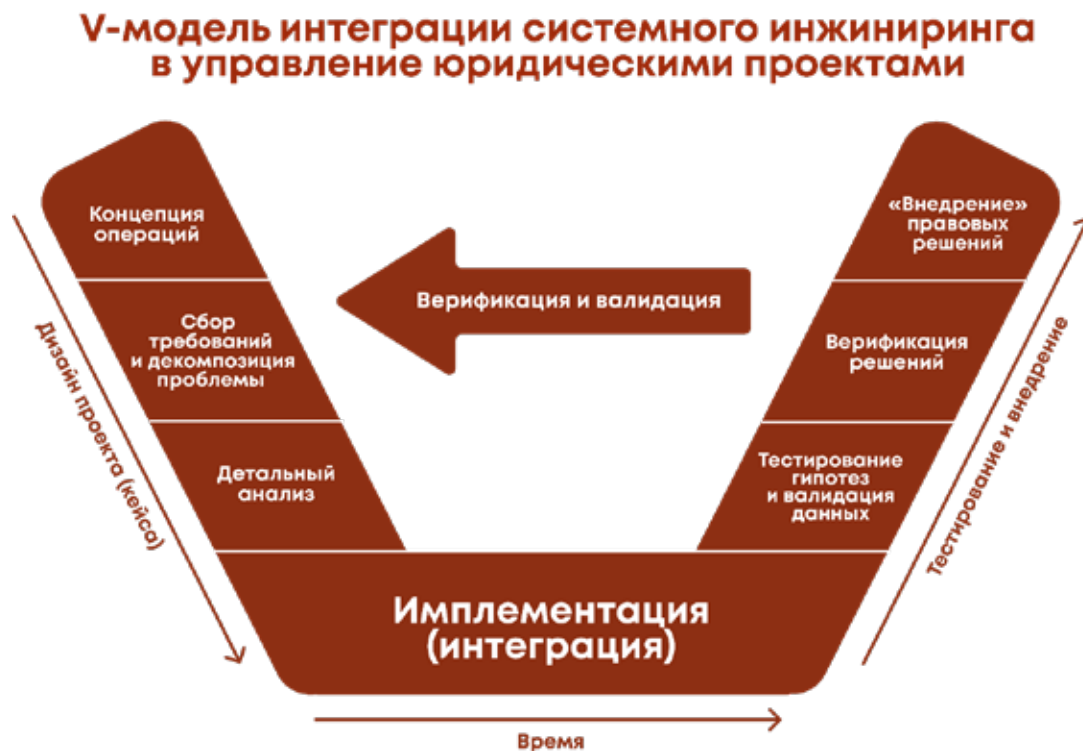 V-модель интеграции системного инжиниринга
в управление юридическими проектами
Концепция
операций
Сбор
требований
и декомпозиция
проблемы
Детальный
анализ
Дизайн проекта (кейса)
Верификация и валидация
«Внедрение»
правовых
решений
Верификация
решений
Тестирование
гипотез
и валидация
данных
Тестирование и внедрение
Имплементация
(интеграция)
Время